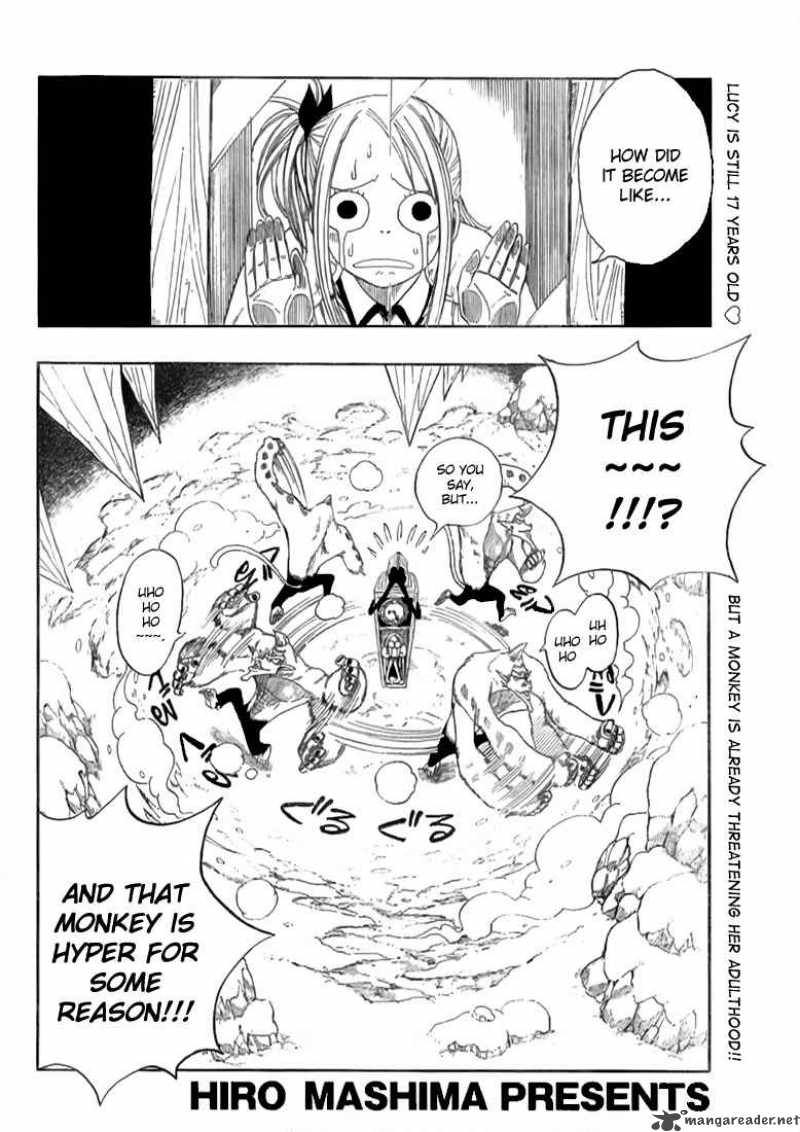 HOW DID
IT BECOME
LIKE...
LUCY IS STILL 17 YEARS OLD♡
THIS
~~~
!!!?
SO YOU
SAY,
BUT...
UHO
HO
HO
~~~
UH
UHO HO
HO
ぐる
ぐる
BUT A MONKEY IS ALREADY THREATENING HER ADULTHOOD!!
AND THAT
MONKEY IS
HYPER FOR
SOME
REASON!!!
HIRO MASHIMA PRESENTS
mangareader.net